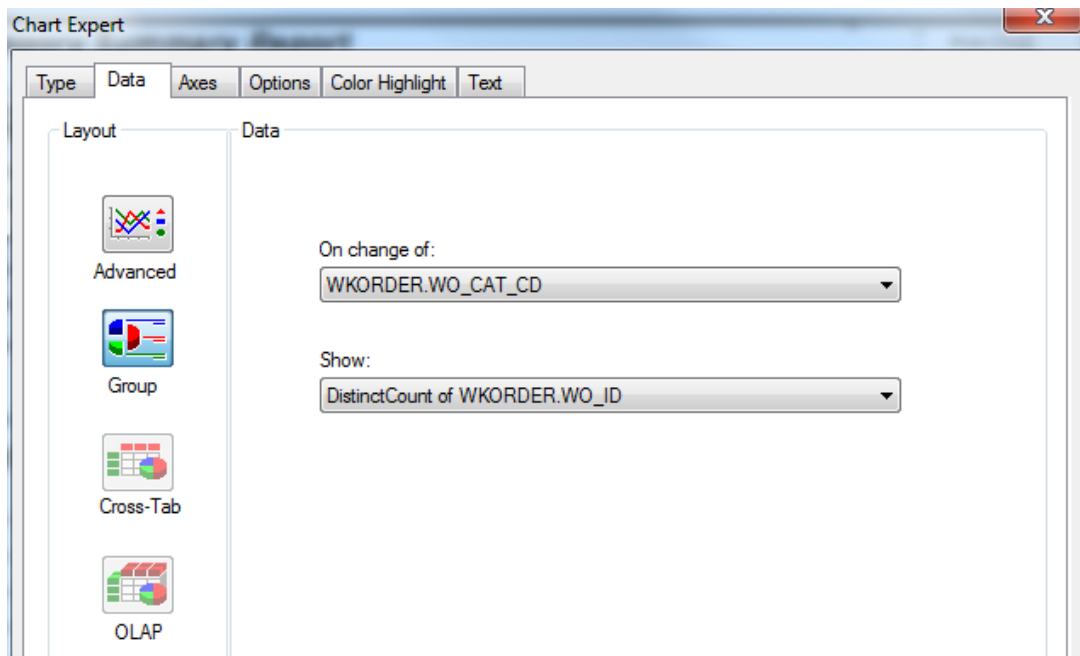 Chart Expert
X
Type Data Axes Options Color Highlight Text
Layout
Data
Advanced
On change of:
WKORDER.WO_CAT_CD
Group
Show:
DistinctCount of WKORDER.WO_ID
Cross-Tab
OLAP